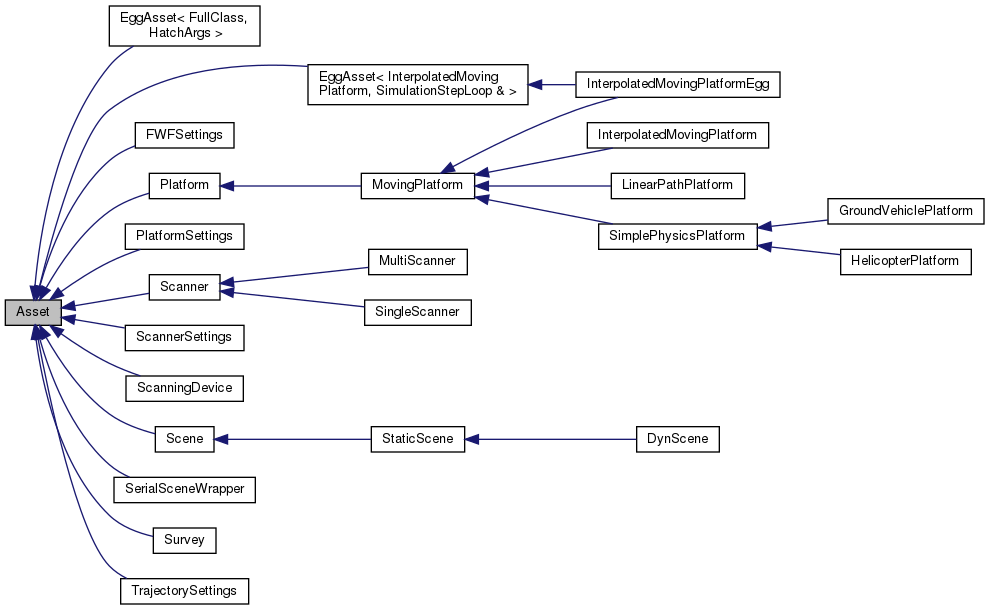 EggAsset< FullClass,
HatchArgs >
EggAsset< InterpolatedMoving
Platform, SimulationStepLoop & >
InterpolatedMovingPlatformEgg
FWFSettings
InterpolatedMovingPlatform
Platform
MovingPlatform
LinearPathPlatform
GroundVehiclePlatform
PlatformSettings
SimplePhysicsPlatform
MultiScanner
HelicopterPlatform
Scanner
Asset
SingleScanner
ScannerSettings
ScanningDevice
Scene
StaticScene
DynScene
SerialSceneWrapper
Survey
TrajectorySettings